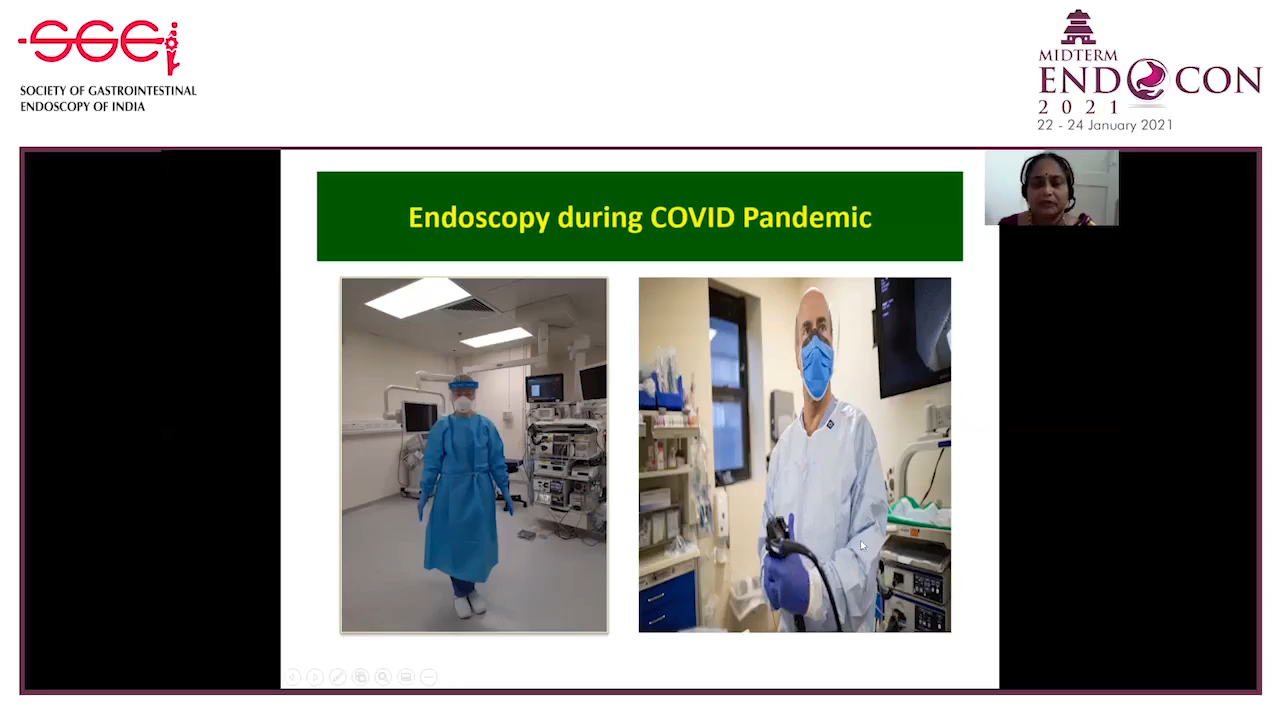 SGEi
SOCIETY OF GASTROINTESTINAL
ENDOSCOPY OF INDIA
MIDTERM
ENDOCON
2021
22 - 24 January 2021
Endoscopy during COVID Pandemic